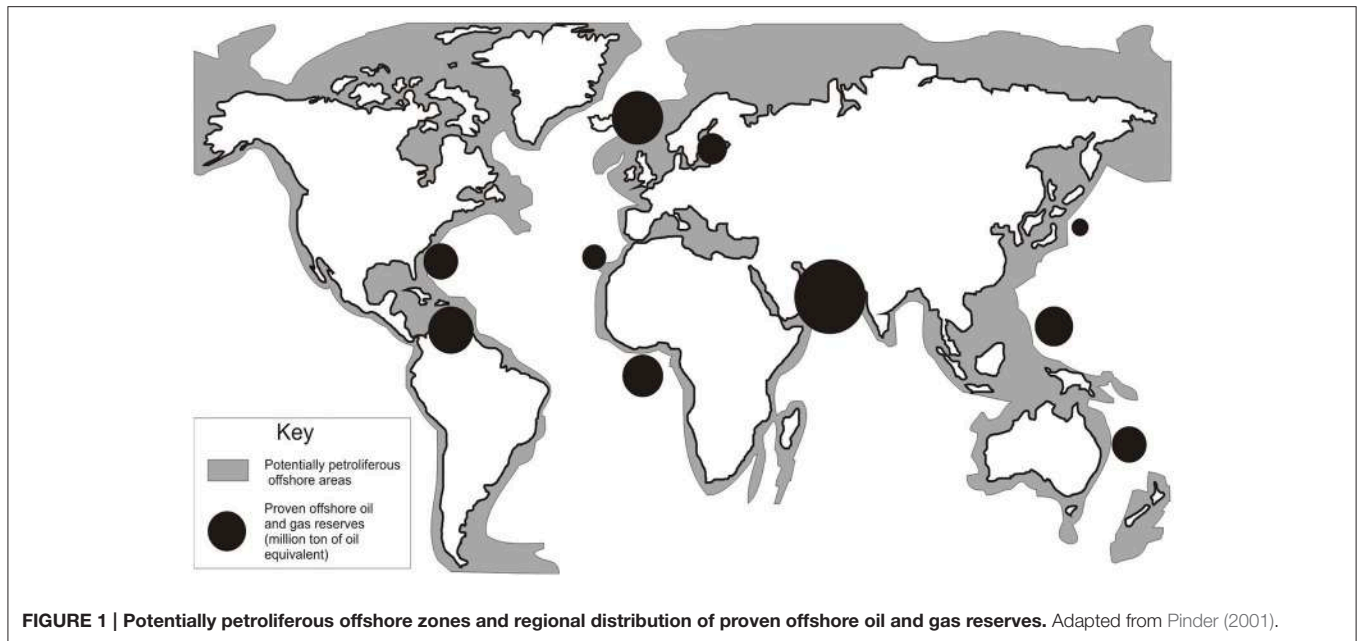 Key
Potentially petroliferous
offshore areas
Proven offshore oil
and gas reserves
(million ton of oil
equivalent)
FIGURE 1 | Potentially petroliferous offshore zones and regional distribution of proven offshore oil and gas reserves. Adapted from Pinder (2001).